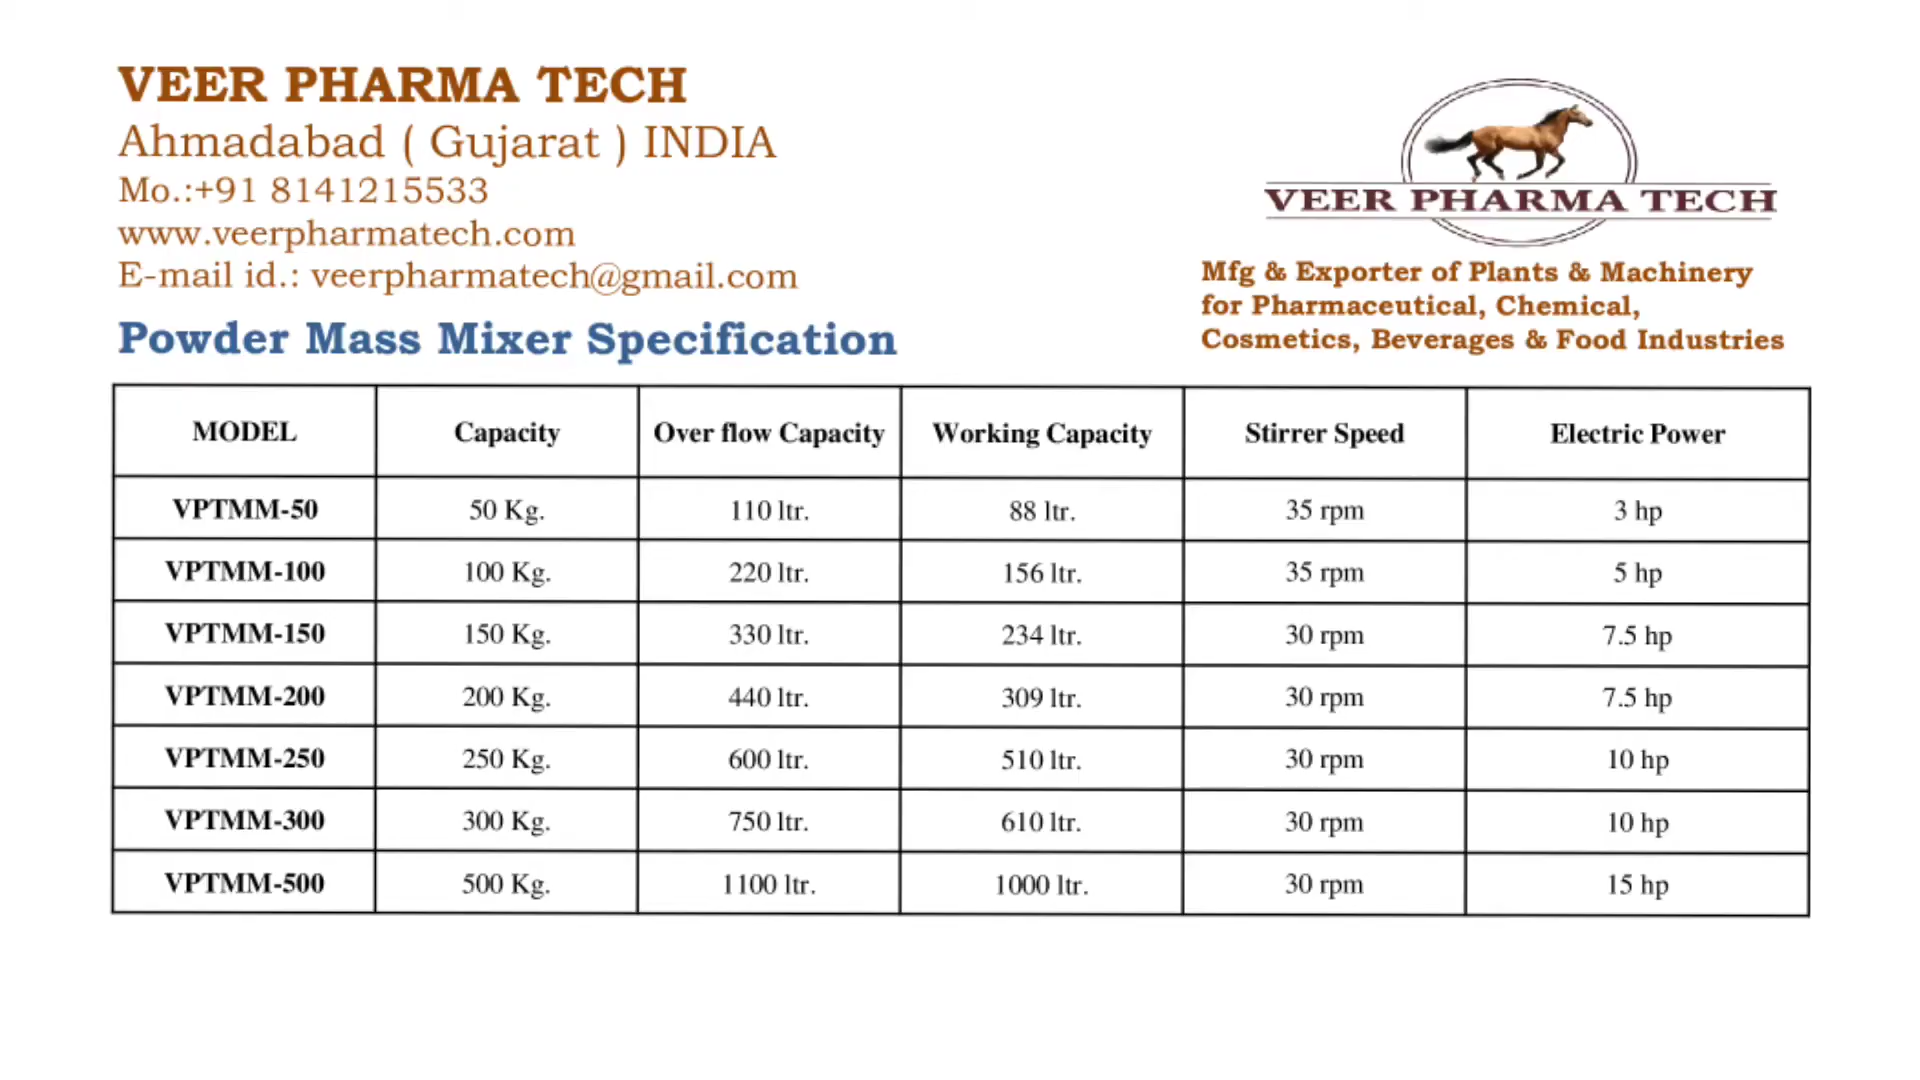 VEER PHARMA TECH
Ahmadabad ( Gujarat ) INDIA
Mo.:+91 8141215533
www.veerpharmatech.com
E-mail id.: veerpharmatech@gmail.com
VEER PHARMA TECH
Mfg & Exporter of Plants & Machinery
for Pharmaceutical, Chemical,
Cosmetics, Beverages & Food Industries
Powder Mass Mixer Specification
MODEL Capacity Over flow Capacity Working Capacity Stirrer Speed Electric Power
VPTMM-50 50 Kg. 110 ltr. 88 ltr. 35 rpm 3 hp
VPTMM-100 100 Kg. 220 ltr. 156 ltr. 35 rpm 5 hp
VPTMM-150 150 Kg. 330 ltr. 234 ltr. 30 rpm 7.5 hp
VPTMM-200 200 Kg. 440 ltr. 309 ltr. 30 rpm 7.5 hp
VPTMM-250 250 Kg. 600 ltr. 510 ltr. 30 rpm 10 hp
VPTMM-300 300 Kg. 750 ltr. 610 ltr. 30 rpm 10 hp
VPTMM-500 500 Kg. 1100 ltr. 1000 ltr. 30 rpm 15 hp